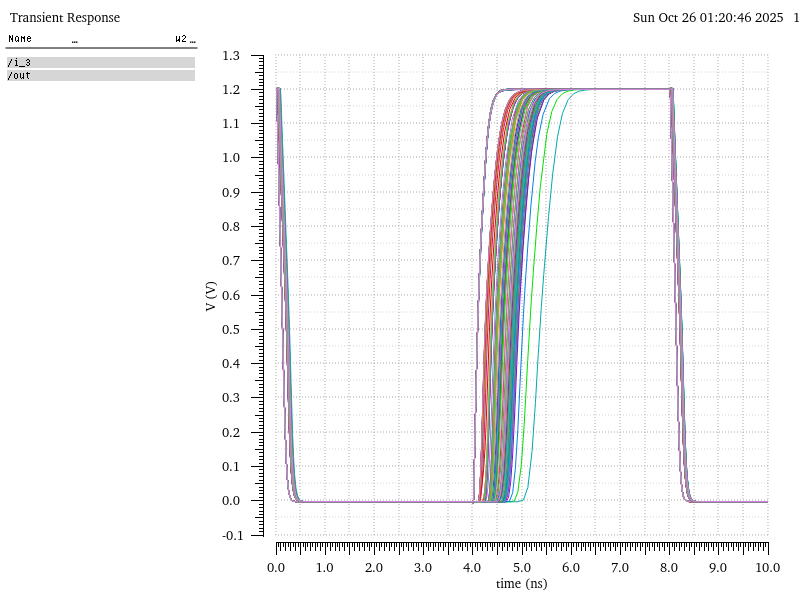 Transient Response
Sun Oct 26 01:20:46 2025 1
Name ... W2 ...
/i_3
/out
1.3
1.2
1.1
1.0
0.9
0.8
0.7
0.6
0.5
0.4
0.3
0.2
0.1
0.0
-0.1
V (V)
0.0 1.0 2.0 3.0 4.0 5.0 6.0 7.0 8.0 9.0 10.0
time (ns)